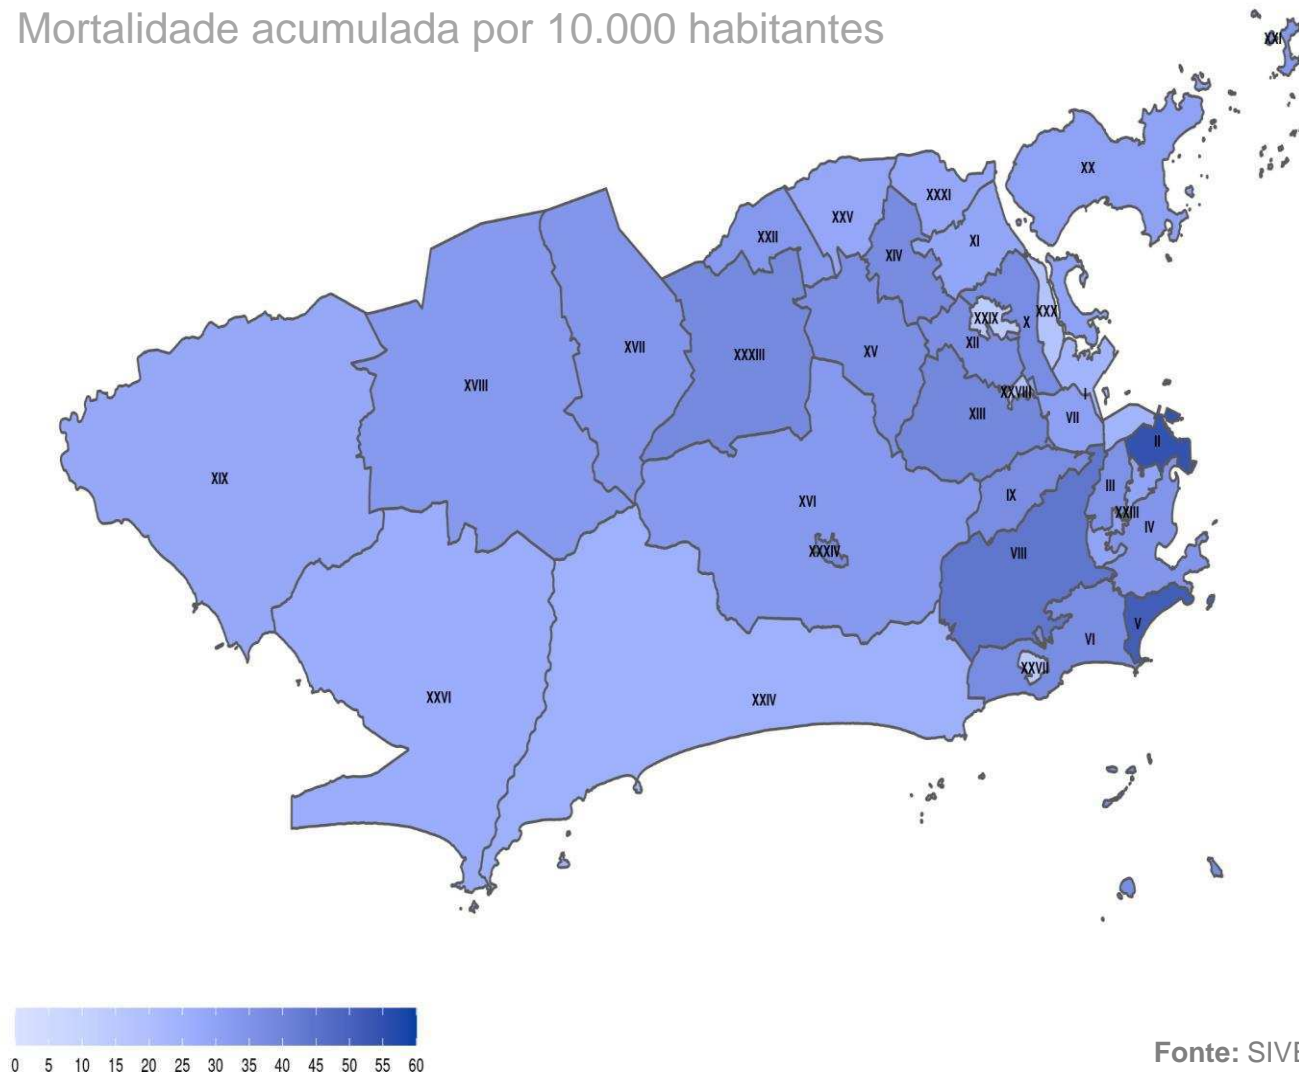 Mortalidade acumulada por 10.000 habitantes
XXI
XX
XXXI
XXV
XXII
XI
XIV
XXX
XXIX
X
XII
XV
XXXIII
XVII
XVIII
XXVIII
I
XIII
VII
II
XIX
III
IX
XVI
XXIII
IV
XXXIV
VIII
V
VI
XXVII
XXVI
XXIV
0 5 10 15 20 25 30 35 40 45 50 55 60
Fonte: SIVE